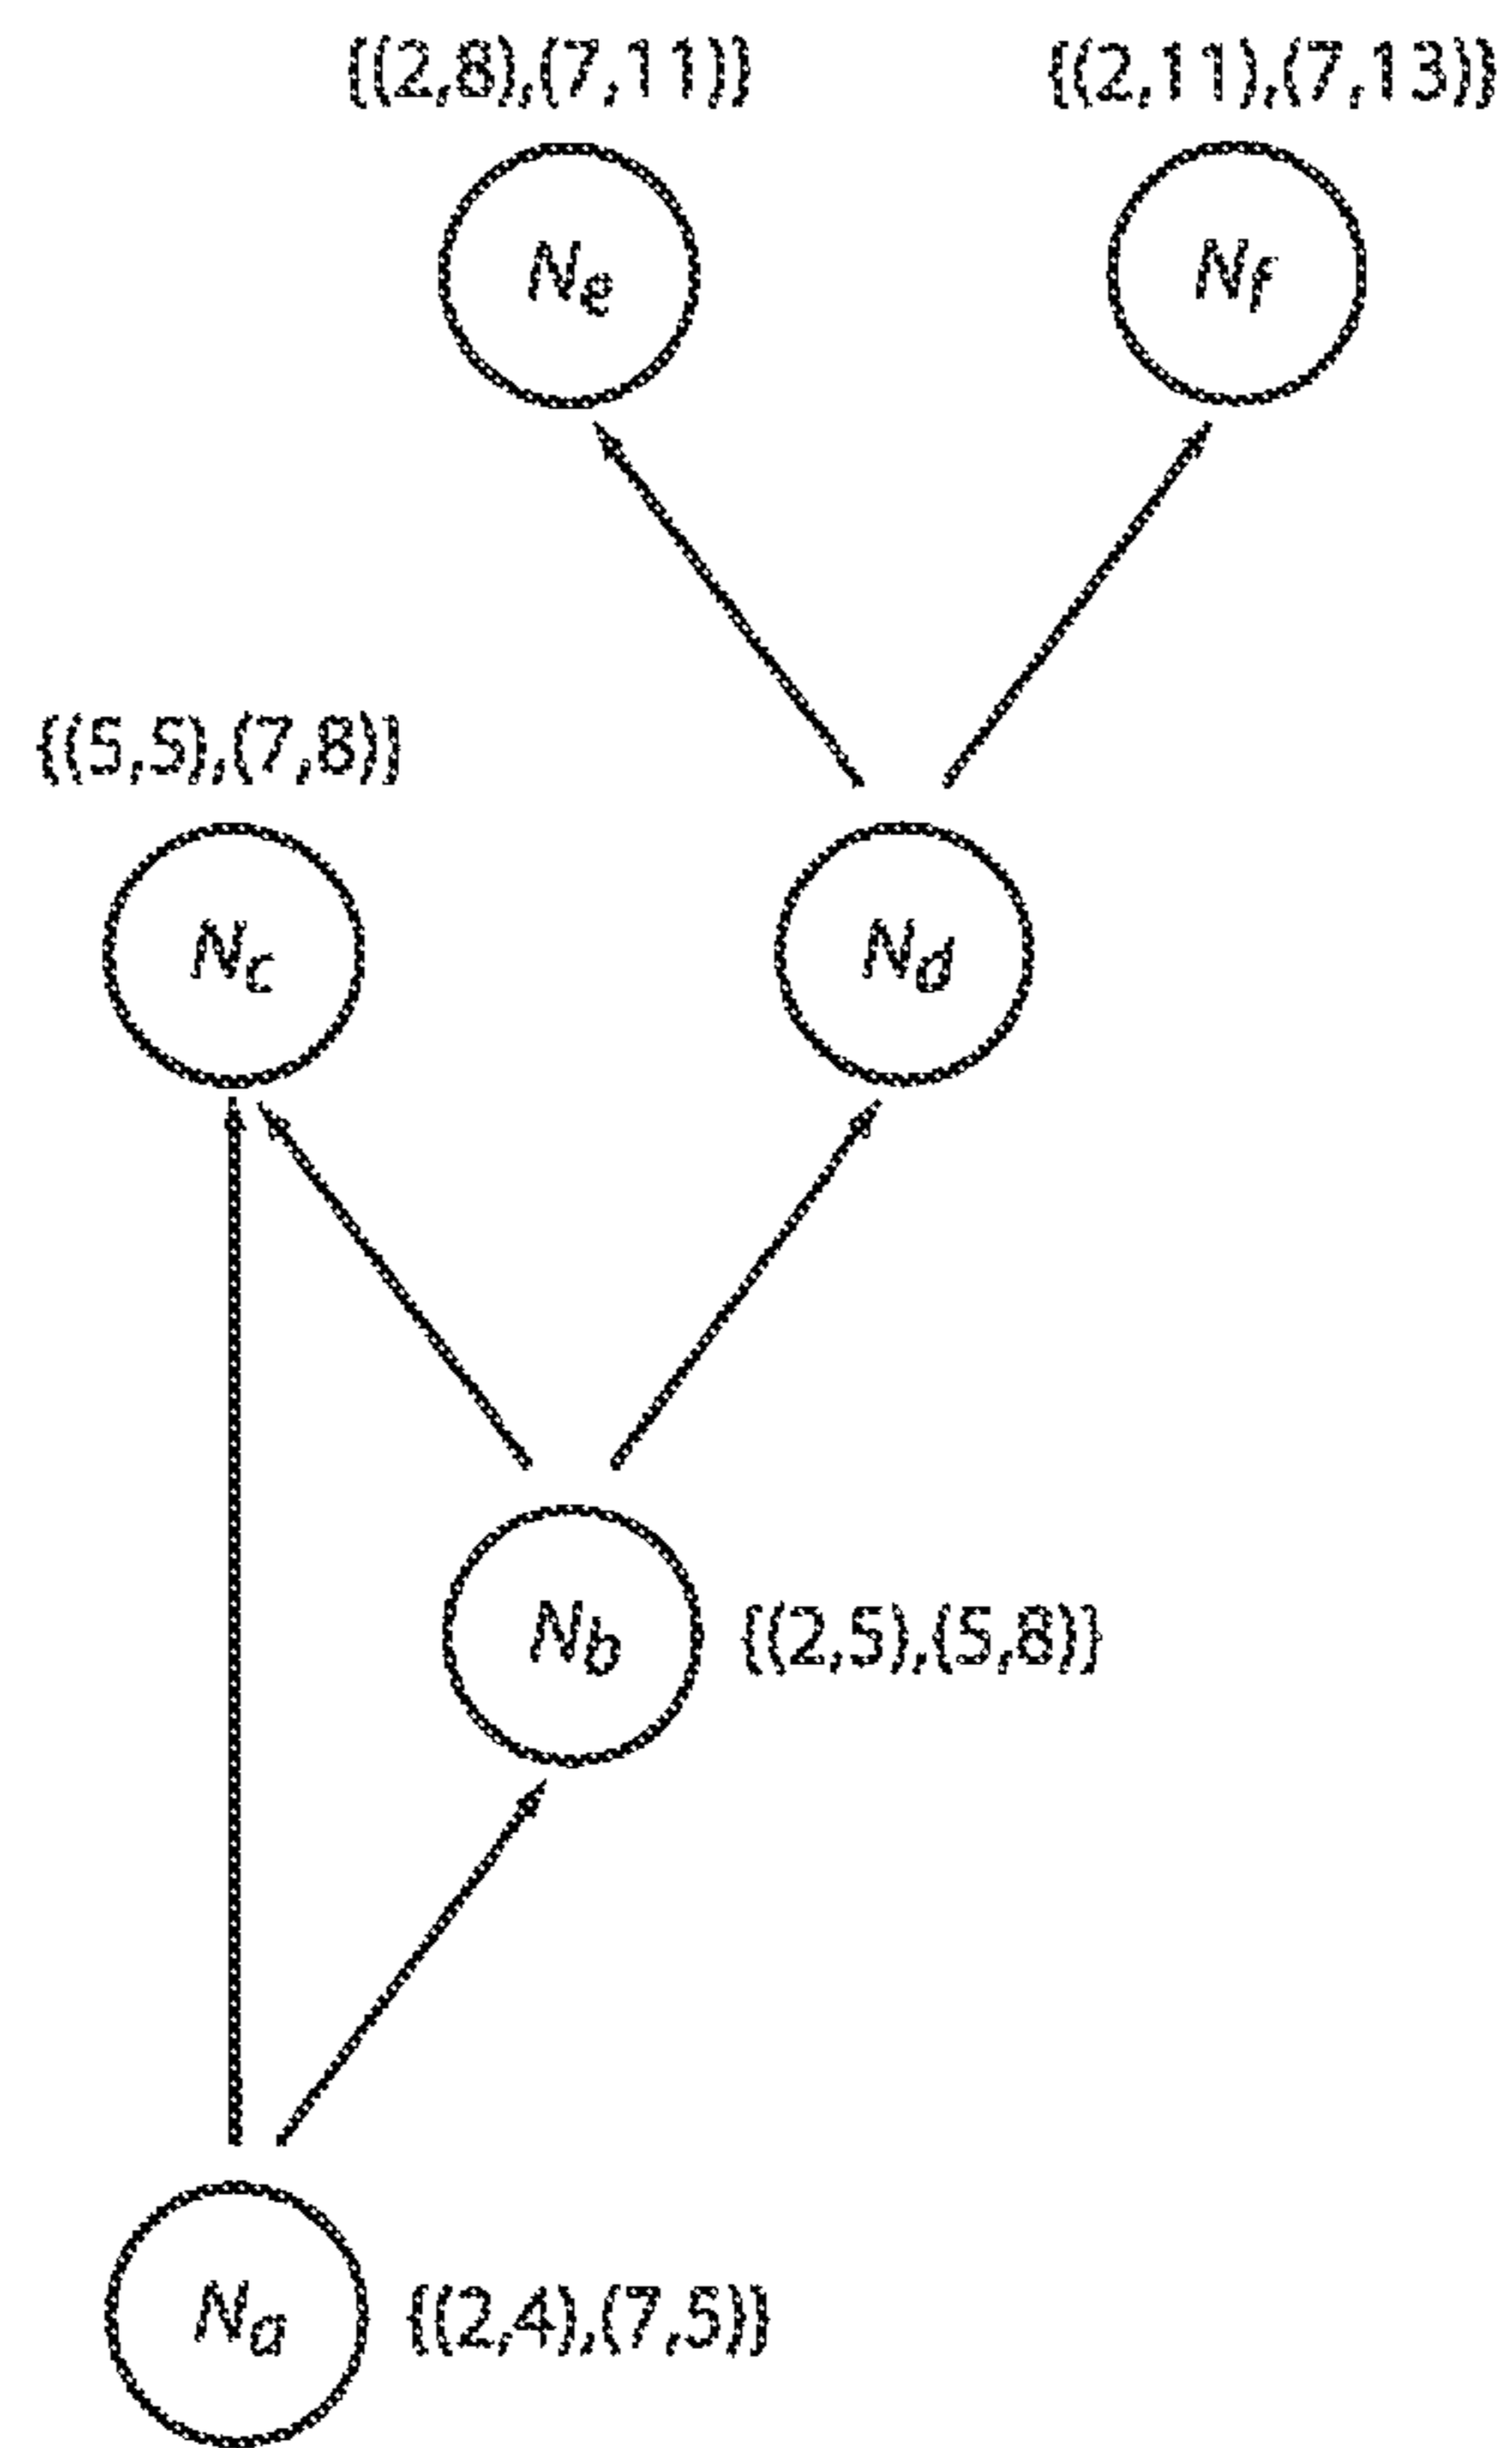 {(2,8),(7,11)} {(2,11),(7,13)}
Ne Nf
{(5,5),(7,8)}
Nc Nd
Nb {(2,5),(5,8)}
Na {(2,4),(7,5)}